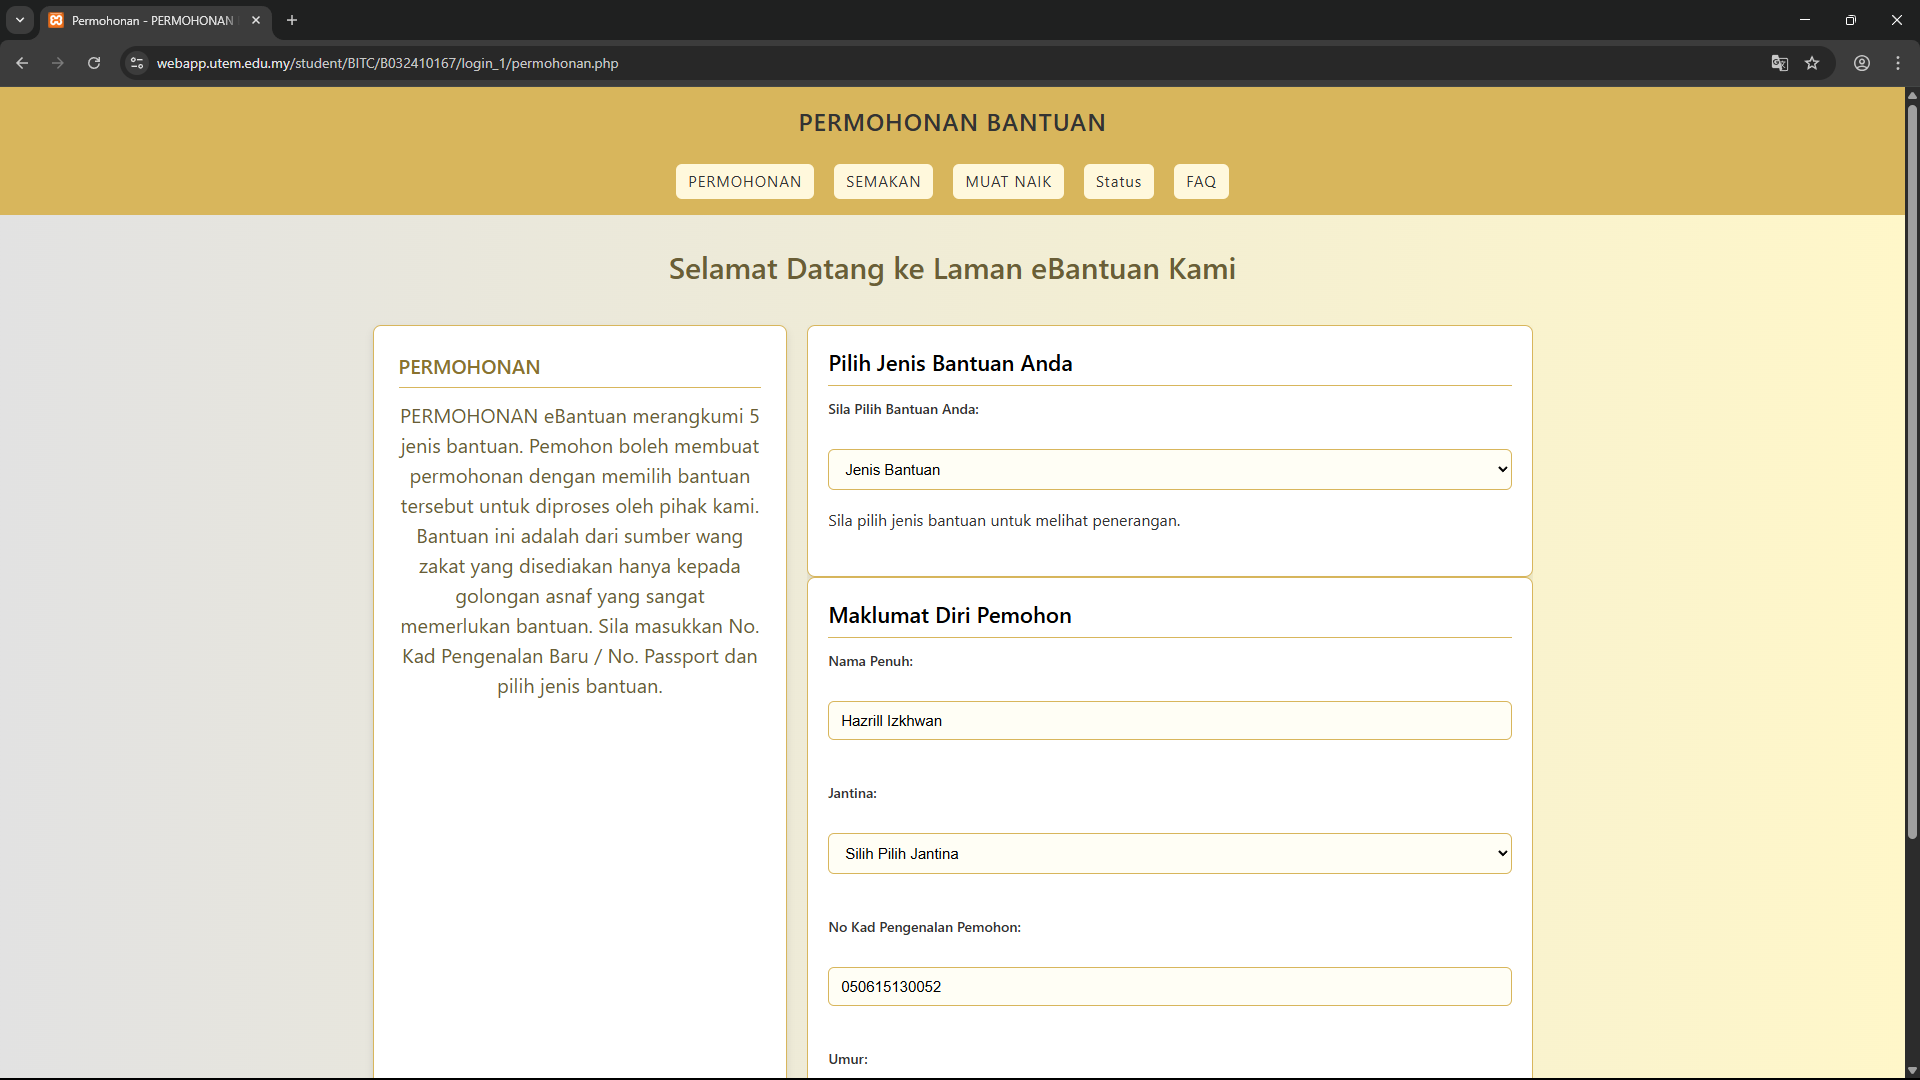 Permohonan - PERMOHONAN
webapp.utem.edu.my/student/BITC/B032410167/login_1/permohonan.php
PERMOHONAN BANTUAN
PERMOHONAN
SEMAKAN
MUAT NAIK
Status
FAQ
Selamat Datang ke Laman eBantuan Kami
PERMOHONAN
PERMOHONAN eBantuan merangkumi 5
jenis bantuan. Pemohon boleh membuat
permohonan dengan memilih bantuan
tersebut untuk diproses oleh pihak kami.
Bantuan ini adalah dari sumber wang
zakat yang disediakan hanya kepada
golongan asnaf yang sangat
memerlukan bantuan. Sila masukkan No.
Kad Pengenalan Baru / No. Passport dan
pilih jenis bantuan.
Pilih Jenis Bantuan Anda
Sila Pilih Bantuan Anda:
Jenis Bantuan
Sila pilih jenis bantuan untuk melihat penerangan.
Maklumat Diri Pemohon
Nama Penuh:
Hazrill Izkhwan
Jantina:
Silih Pilih Jantina
No Kad Pengenalan Pemohon:
050615130052
Umur: